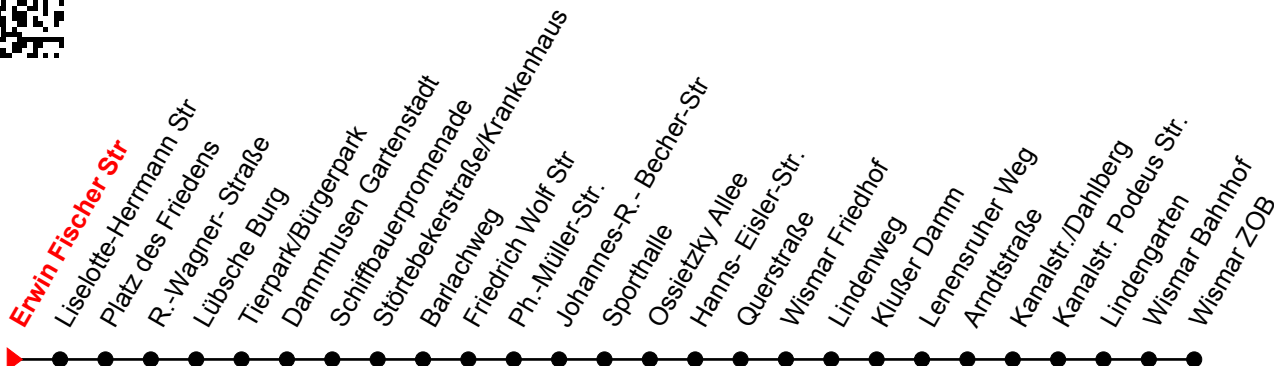 Erwin Fischer Str
Liselotte-Herrmann Str
Platz des Friedens
R.-Wagner- Straße
Lübsche Burg
Tierpark/Bürgerpark
Dammhusen Gartenstadt
Schiffbauerpromenade
Störtebekerstraße/Krankenhaus
Barlachweg
Friedrich Wolf Str
Ph.-Müller-Str.
Johannes-R.- Becher-Str
Sporthalle
Ossietzky Allee
Hanns- Eisler-Str.
Querstraße
Wismar Friedhof
Lindenweg
Klußer Damm
Lenensruher Weg
Arndtstraße
Kanalstr./Dahlberg
Kanalstr. Podeus Str.
Lindengarten
Wismar Bahnhof
Wismar ZOB